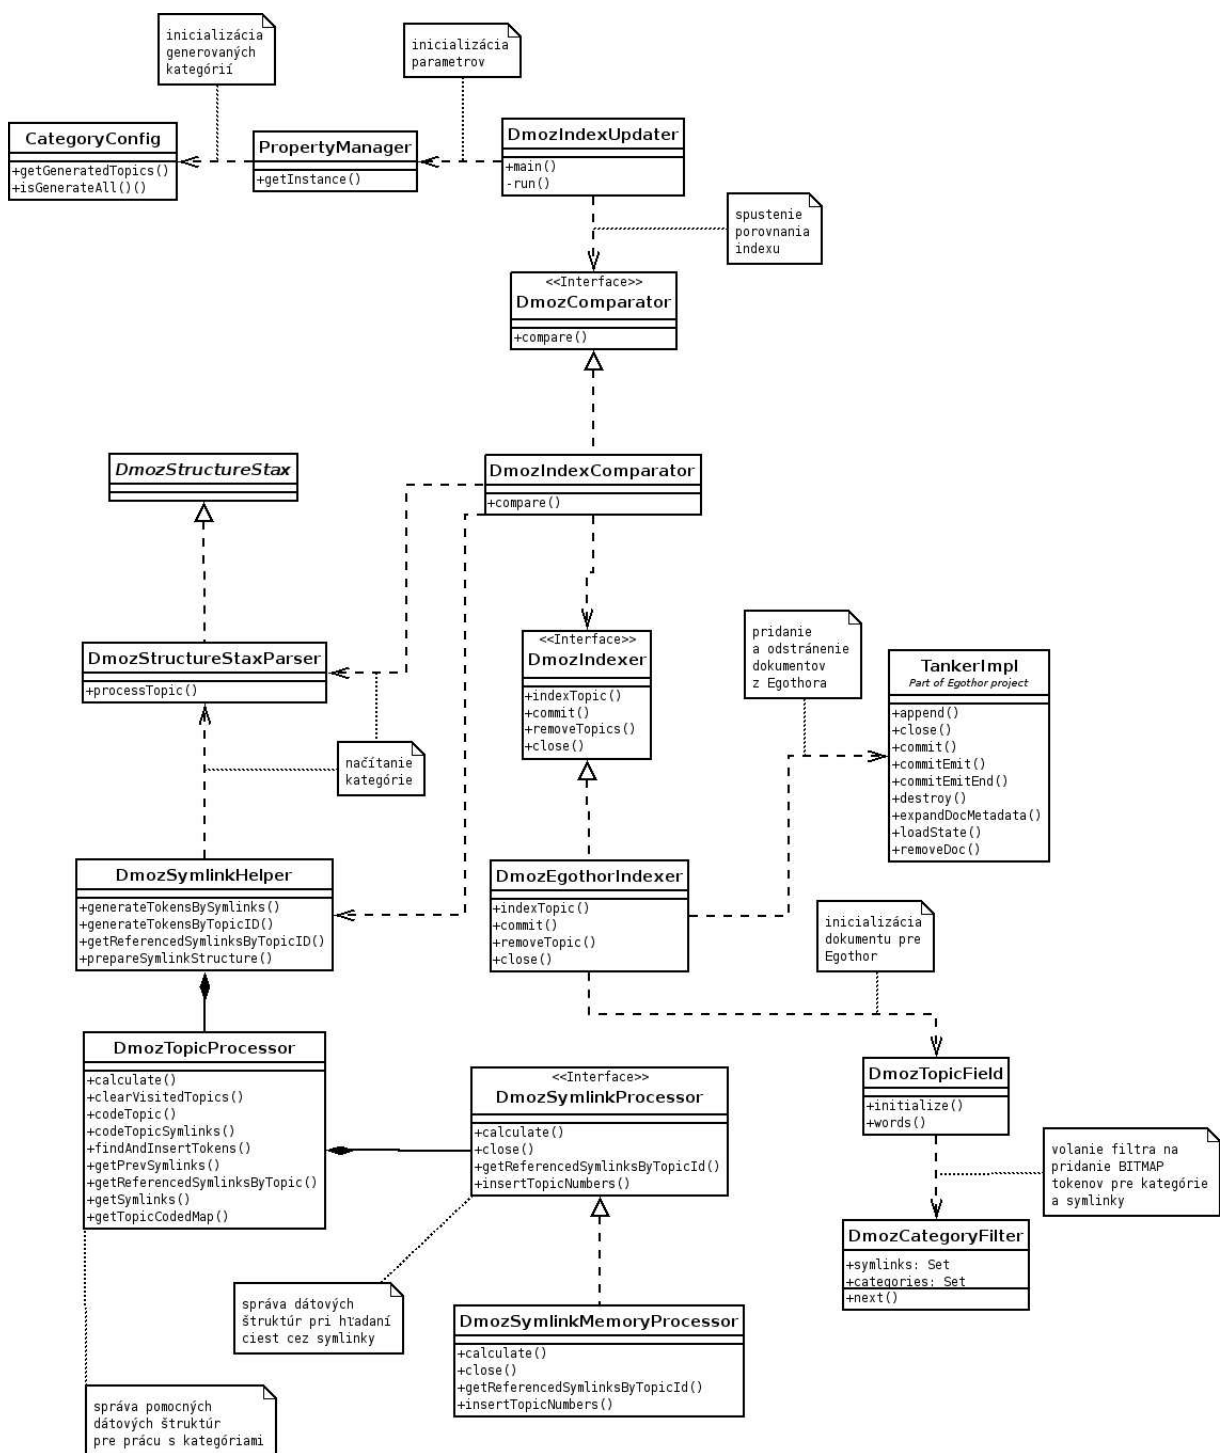 inicializácia
generovaných
kategórií
inicializácia
parametrov
CategoryConfig
+getGeneratedTopics()
+isGenerateAll()()
PropertyManager
+getInstance()
DmozIndexUpdater
+main()
-run()
spustenie
porovnania
indexu
<<Interface>>
DmozComparator
+compare()
DmozStructureStax
DmozIndexComparator
+compare()
DmozStructureStaxParser
+processTopic()
<<Interface>>
DmozIndexer
+indexTopic()
+commit()
+removeTopics()
+close()
pridanie
a odstránenie
dokumentov
z Egothora
TankerImpl
Part of Egothor project
+append()
+close()
+commit()
+commitEmit()
+commitEmitEnd()
+destroy()
+expandDocMetadata()
+loadState()
+removeDoc()
načítanie
kategórie
DmozSymlinkHelper
+generateTokensBySymlinks()
+generateTokensByTopicID()
+getReferencedSymlinksByTopicID()
+prepareSymlinkStructure()
DmozEgothorIndexer
+indexTopic()
+commit()
+removeTopic()
+close()
inicializácia
dokumentu pre
Egothor
DmozTopicProcessor
+calculate()
+clearVisitedTopics()
+codeTopic()
+codeTopicSymlinks()
+findAndInsertTokens()
+getPrevSymlinks()
+getReferencedSymlinksByTopic()
+getSymlinks()
+getTopicCodedMap()
<<Interface>>
DmozSymlinkProcessor
+calculate()
+close()
+getReferencedSymlinksByTopicId()
+insertTopicNumbers()
DmozTopicField
+initialize()
+words()
volanie filtra na
pridanie BITMAP
tokenov pre kategórie
a symlinky
DmozCategoryFilter
+symlinks: Set
+categories: Set
+next()
správa dátových
štruktúr pri hľadaní
ciest cez symlinky
DmozSymlinkMemoryProcessor
+calculate()
+close()
+getReferencedSymlinksByTopicId()
+insertTopicNumbers()
správa pomocných
dátových štruktúr
pre prácu s kategóriami